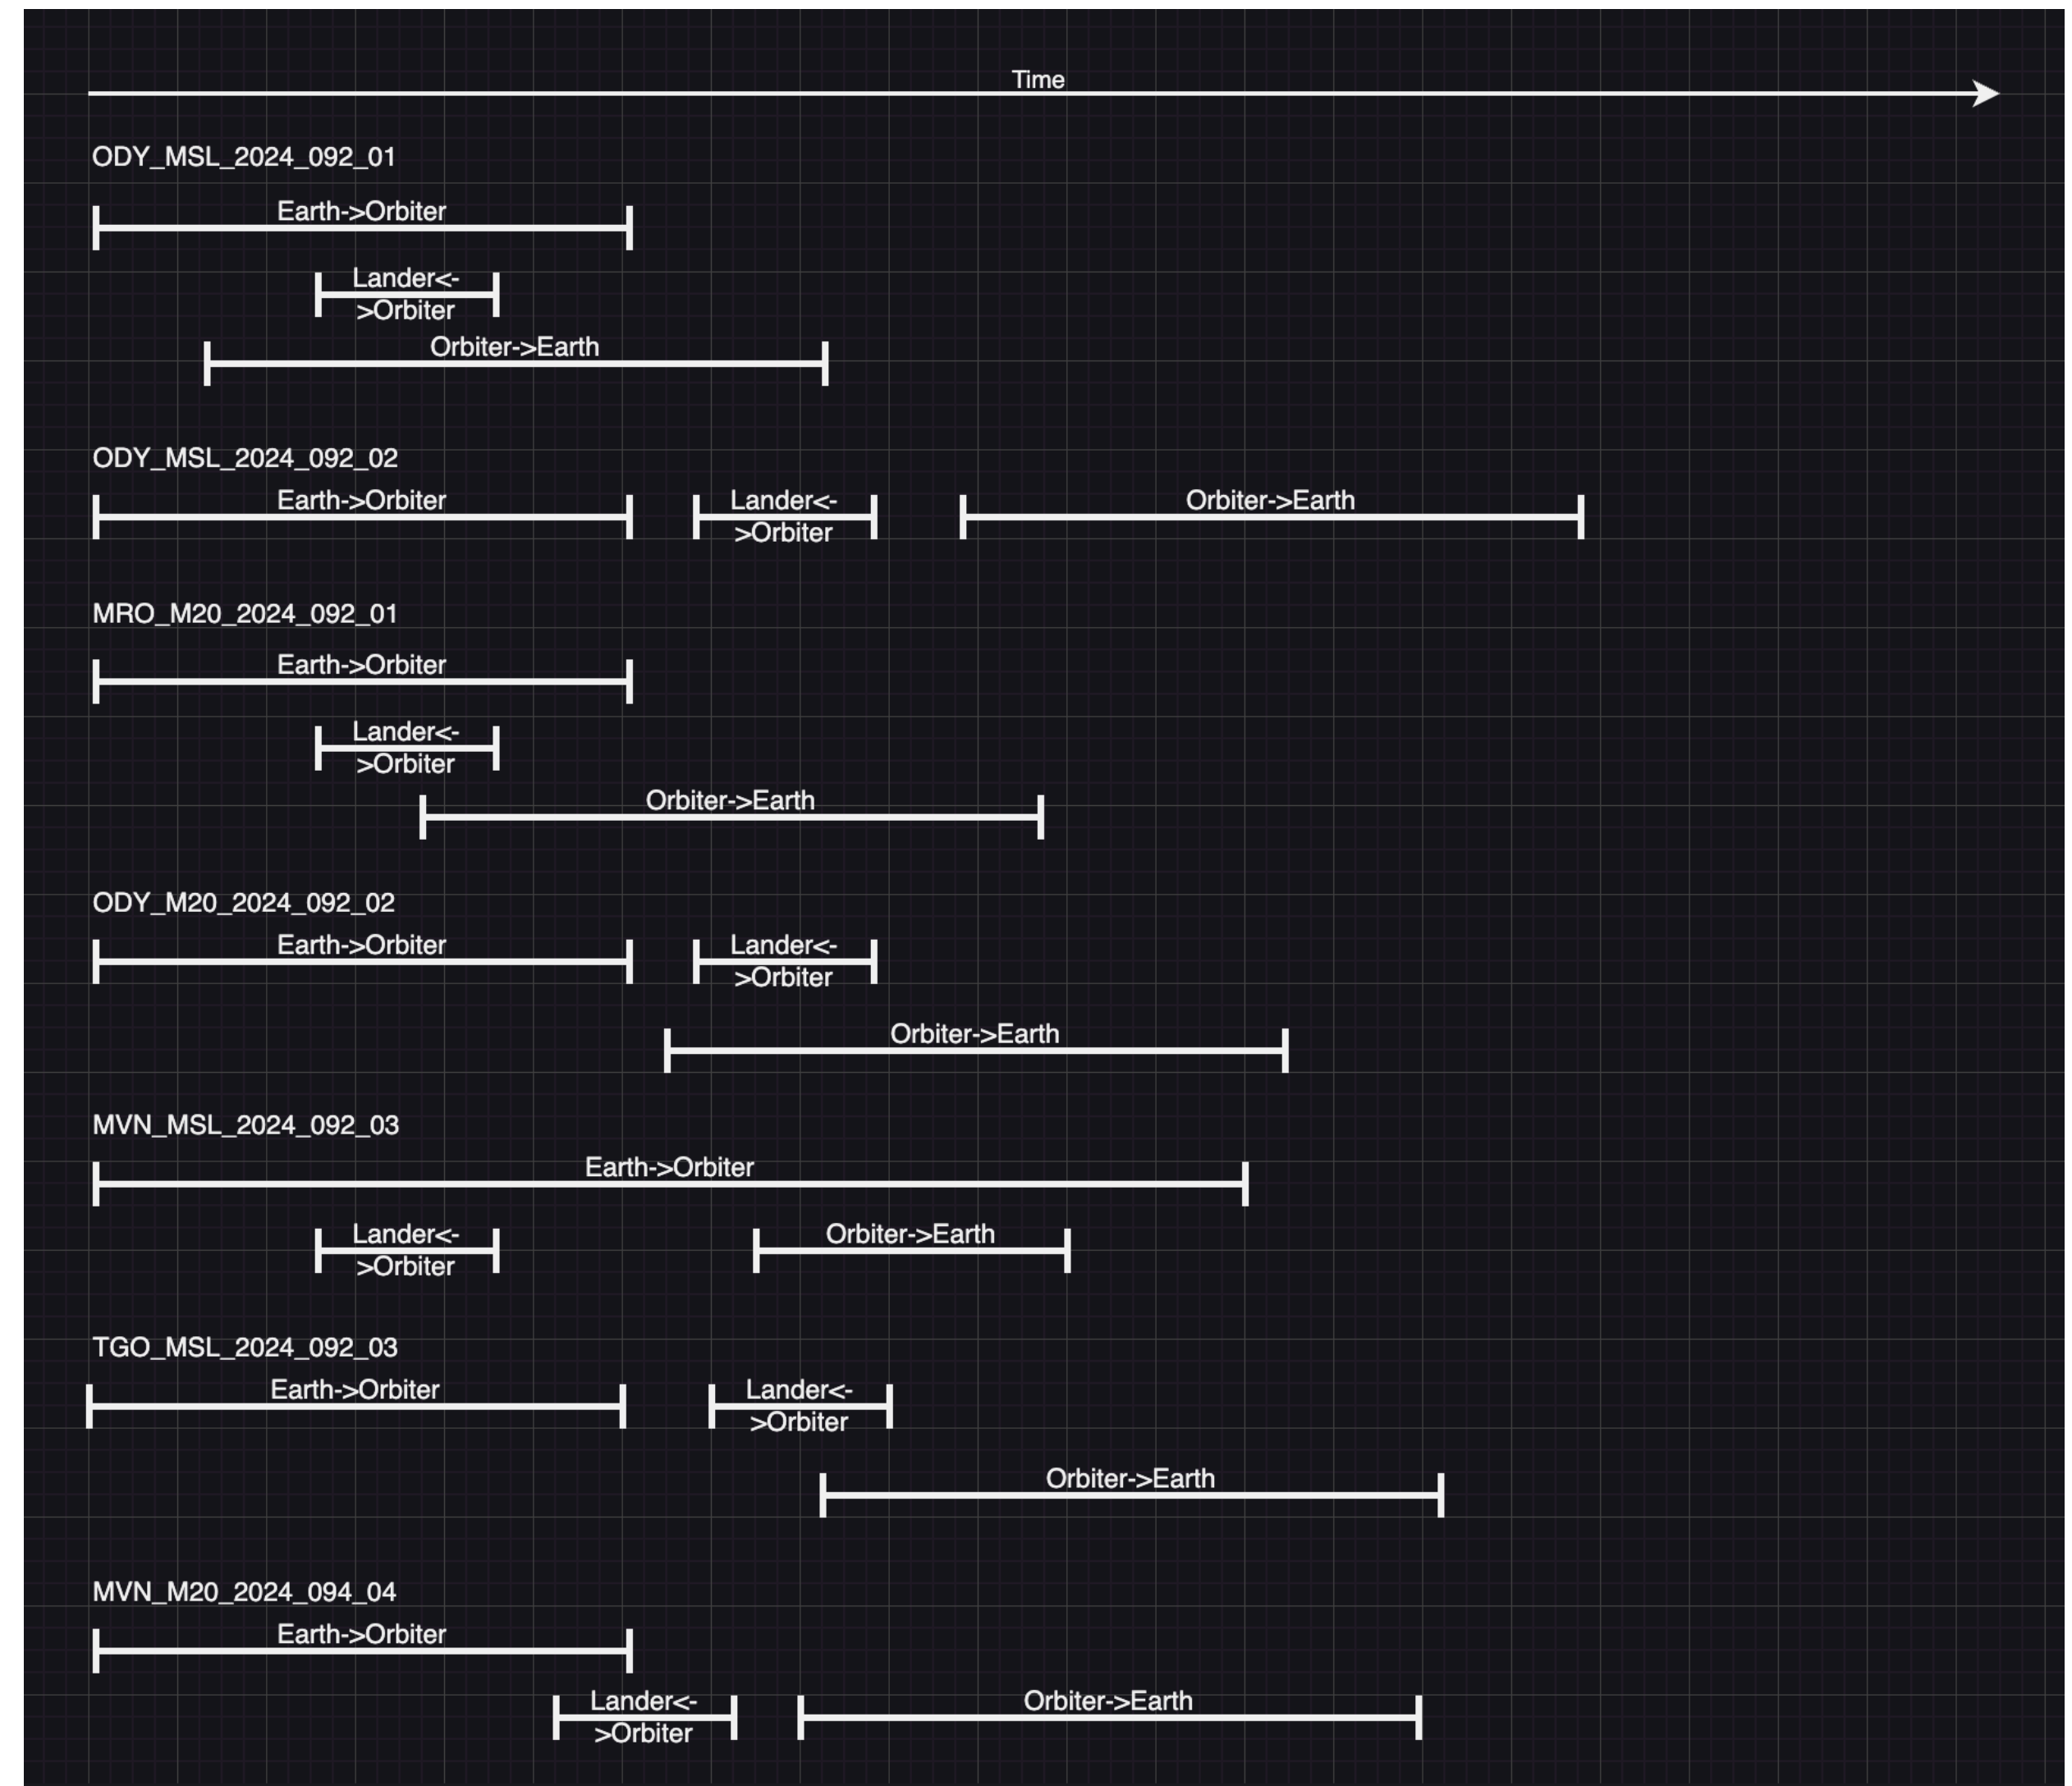 Time
ODY_MSL_2024_092_01
Earth->Orbiter
Lander<-
>Orbiter
Orbiter->Earth
ODY_MSL_2024_092_02
Earth->Orbiter
Lander<-
>Orbiter
Orbiter->Earth
MRO_M20_2024_092_01
Earth->Orbiter
Lander<-
>Orbiter
Orbiter->Earth
ODY_M20_2024_092_02
Earth->Orbiter
Lander<-
>Orbiter
Orbiter->Earth
MVN_MSL_2024_092_03
Earth->Orbiter
Lander<-
>Orbiter
Orbiter->Earth
TGO_MSL_2024_092_03
Earth->Orbiter
Lander<-
>Orbiter
Orbiter->Earth
MVN_M20_2024_094_04
Earth->Orbiter
Lander<-
>Orbiter
Orbiter->Earth